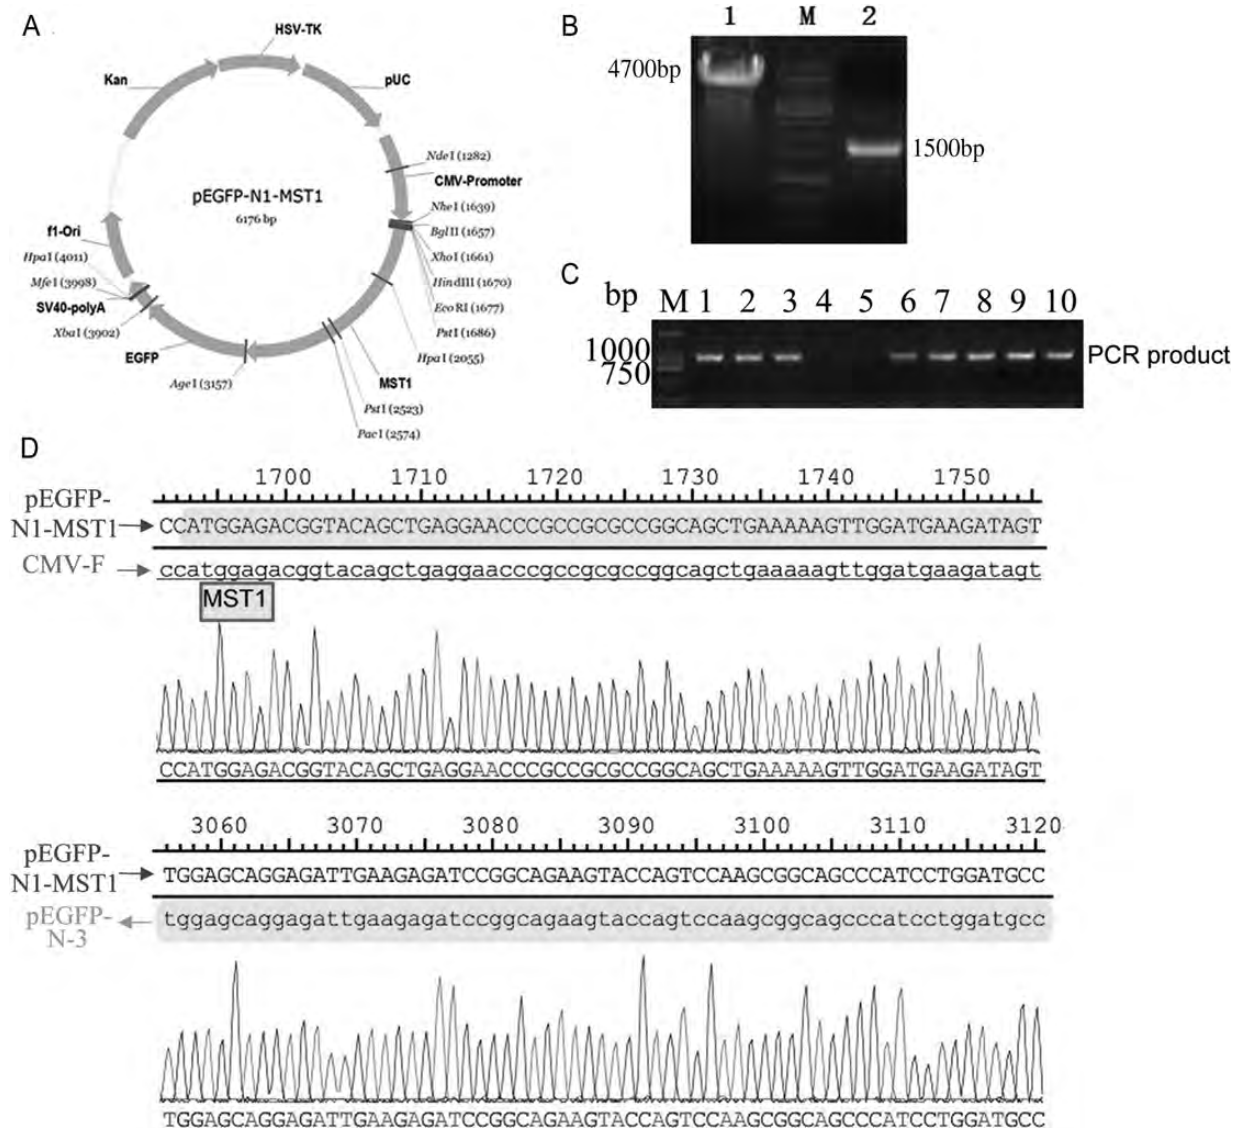 A
HSV-TK
Kan
pUC
NdeI (1282)
CMV-Promoter
pEGFP-N1-MST1
6176 bp
NheI (1639)
BglII (1657)
XhoI (1661)
HindIII (1670)
EcoRI (1677)
PstI (1686)
HpaI (2055)
MST1
PstI (2523)
PacI (2574)
AgeI (3157)
EGFP
XbaI (3902)
SV40-polyA
MfeI (3998)
HpaI (4011)
f1-Ori
B
1 M 2
4700bp
1500bp
C
bp M 1 2 3 4 5 6 7 8 9 10
1000
750
PCR product
D
1700 1710 1720 1730 1740 1750
pEGFP-
N1-MST1
CCATGGAGACGGTACAGCTGAGGAACCCGCCGCGCCGGCAGCTGAAAAAGTTGGATGAAGATAGT
CMV-F
ccatggagacggtacagctgaggaacccgccgcgccggcagctgaaaaagttggatgaagatagt
MST1
CCATGGAGACGGTACAGCTGAGGAACCCGCCGCGCCGGCAGCTGAAAAAGTTGGATGAAGATAGT
3060 3070 3080 3090 3100 3110 3120
pEGFP-
N1-MST1
TGGAGCAGGAGATTGAAGAGATCCGGCAGAAGTACCAGTCCAAGCGGCAGCCCATCCTGGATGCC
pEGFP-
N-3
tggagcaggagattgaagagatccggcagaagtaccagtccaagcggcagcccatcctggatgcc
TGGAGCAGGAGATTGAAGAGATCCGGCAGAAGTACCAGTCCAAGCGGCAGCCCATCCTGGATGCC